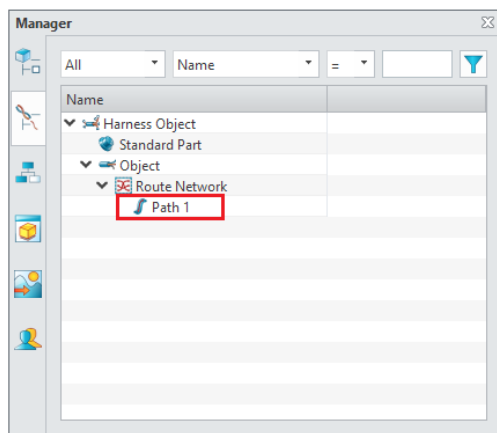 Manager
All Name =
Name
Harness Object
Standard Part
Object
Route Network
Path 1